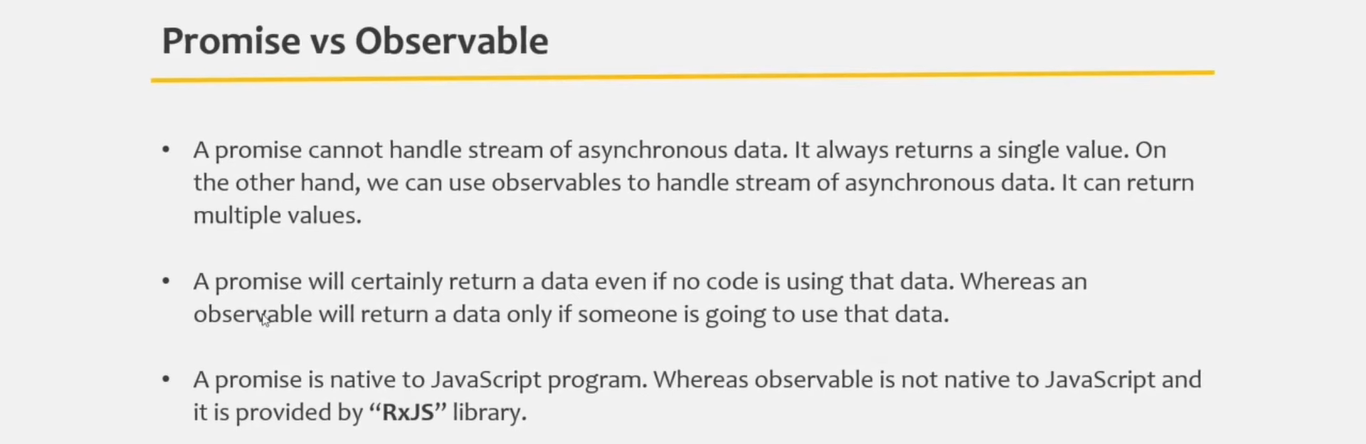 Promise vs Observable
• A promise cannot handle stream of asynchronous data. It always returns a single value. On
the other hand, we can use observables to handle stream of asynchronous data. It can return
multiple values.
• A promise will certainly return a data even if no code is using that data. Whereas an
observable will return a data only if someone is going to use that data.
• A promise is native to JavaScript program. Whereas observable is not native to JavaScript and
it is provided by “RxJS” library.